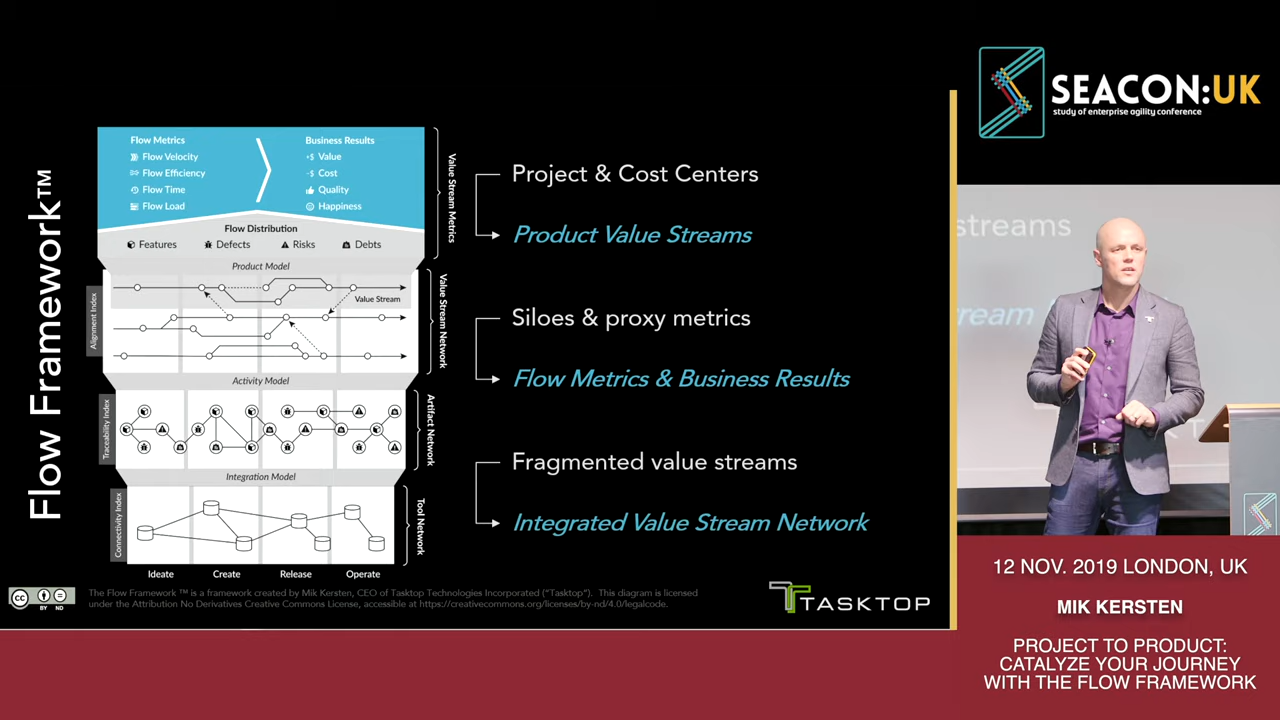 Flow Framework™
Flow Metrics
Flow Velocity
Flow Efficiency
Flow Time
Flow Load
Business Results
+$ Value
-$ Cost
Quality
Happiness
Flow Distribution
Features
Defects
Risks
Debts
Value Stream Metrics
Product Model
Value Stream
Alignment Index
Value Stream Network
Activity Model
Traceability Index
Artifact Network
Integration Model
Connectivity Index
Tool Network
Ideate
Create
Release
Operate
Project & Cost Centers
Product Value Streams
Siloes & proxy metrics
Flow Metrics & Business Results
Fragmented value streams
Integrated Value Stream Network
CC BY ND
The Flow Framework ™ is a framework created by Mik Kersten, CEO of Tasktop Technologies Incorporated ("Tasktop"). This diagram is licensed
under the Attribution No Derivatives Creative Commons License, accessible at https://creativecommons.org/licenses/by-nd/4.0/legalcode.
TASKTOP
SEACON:UK
study of enterprise agility conference
streams
ream
KT
12 NOV. 2019 LONDON, UK
MIK KERSTEN
PROJECT TO PRODUCT:
CATALYZE YOUR JOURNEY
WITH THE FLOW FRAMEWORK